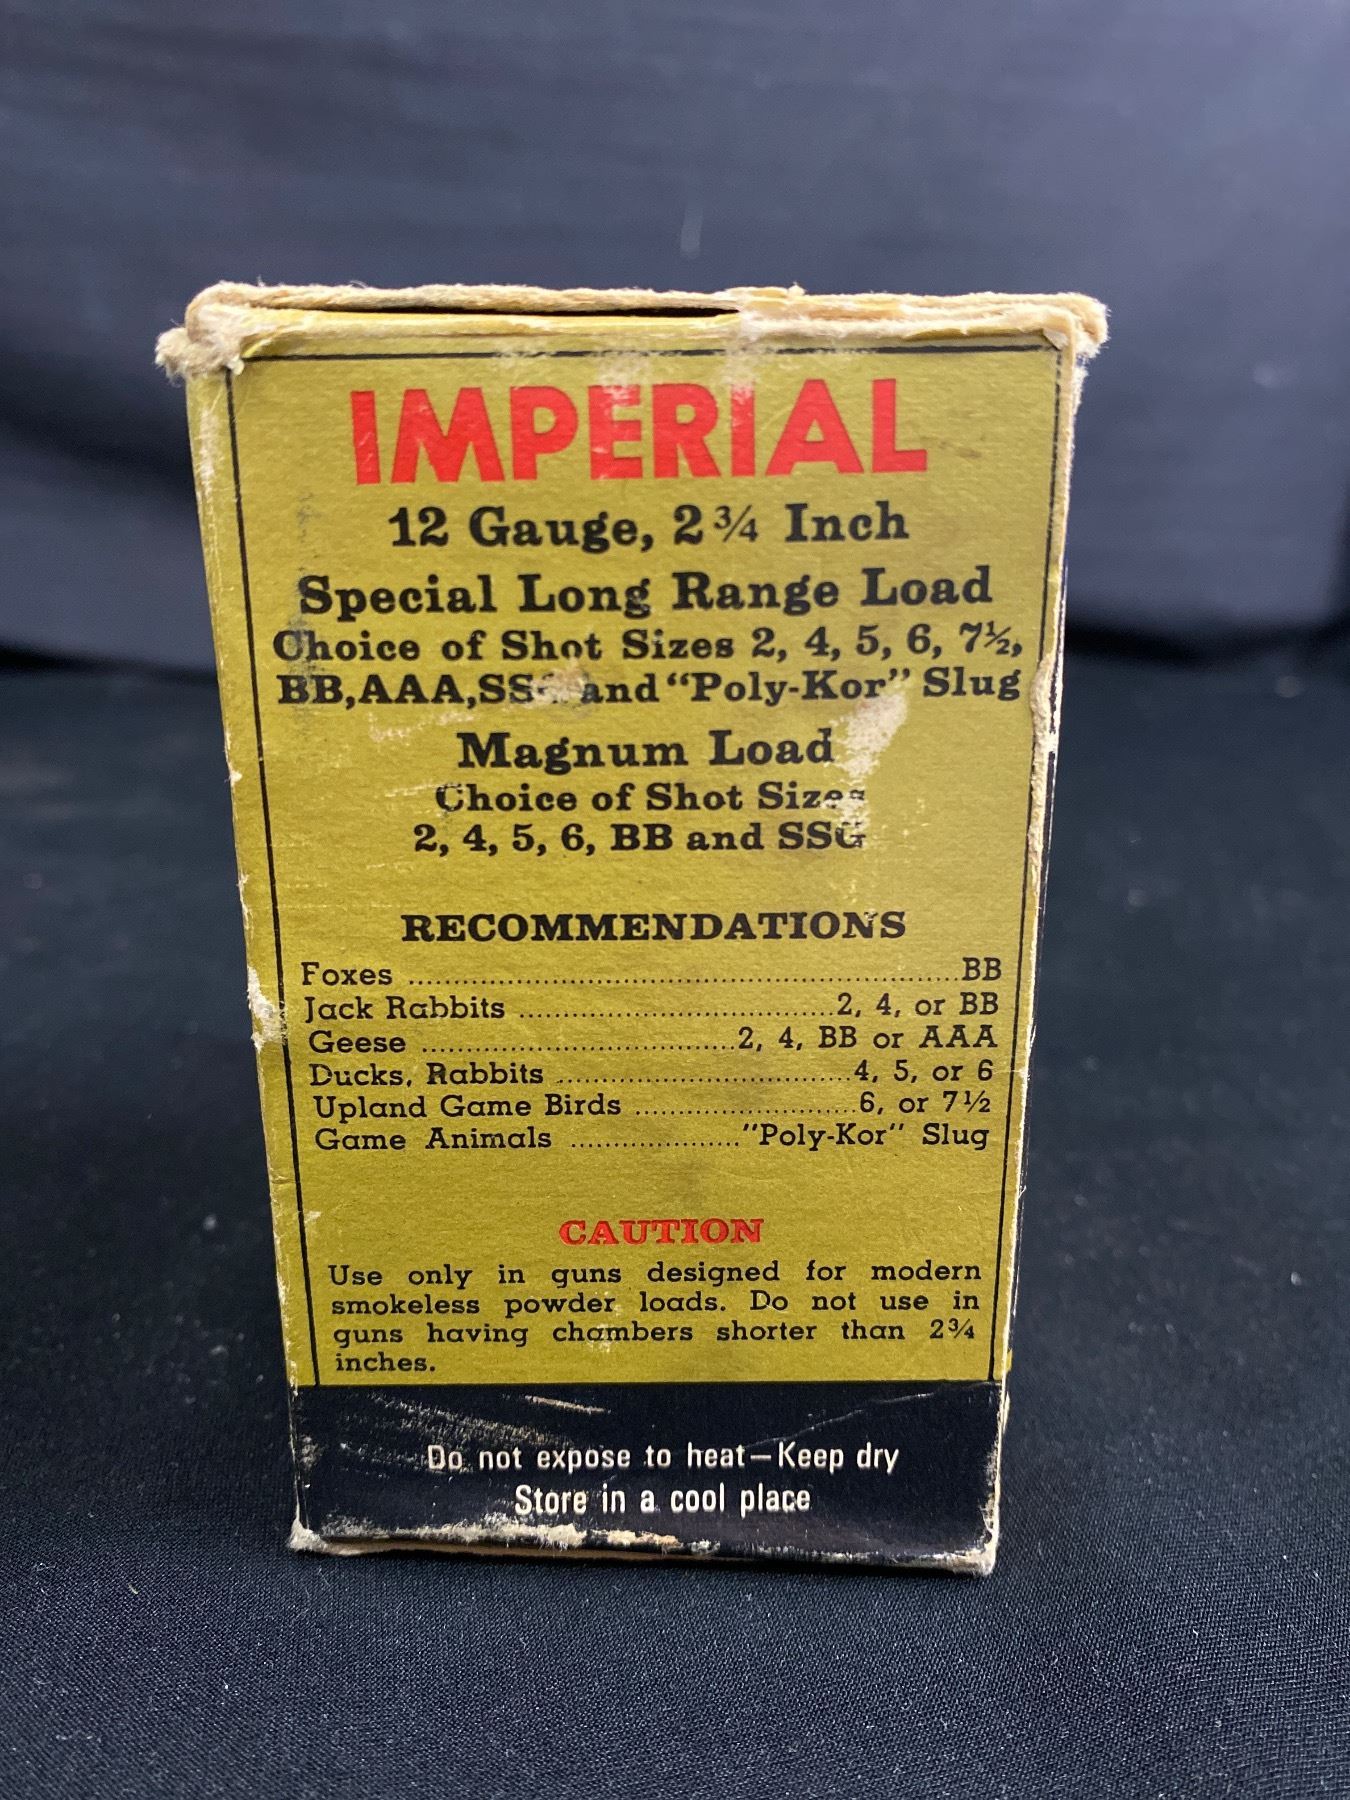 IMPERIAL
12 Gauge, 2 3/4 Inch
Special Long Range Load
Choice of Shot Sizes 2, 4, 5, 6, 7½,
BB, AAA, and "Poly-Kor" Slug
Magnum Load
Choice of Shot Sizes
2, 4, 5, 6, BB and SSG
RECOMMENDATIONS
Foxes ........................................................ BB
Jack Rabbits ................................ 2, 4, or BB
Geese ................................ 2, 4, BB or AAA
Ducks, Rabbits .............................. 4, 5, or 6
Upland Game Birds ........................ 6, or 7½
Game Animals .................... "Poly-Kor" Slug
CAUTION
Use only in guns designed for modern
smokeless powder loads. Do not use in
guns having chambers shorter than 2¾
inches.
Do not expose to heat—Keep dry
Store in a cool place